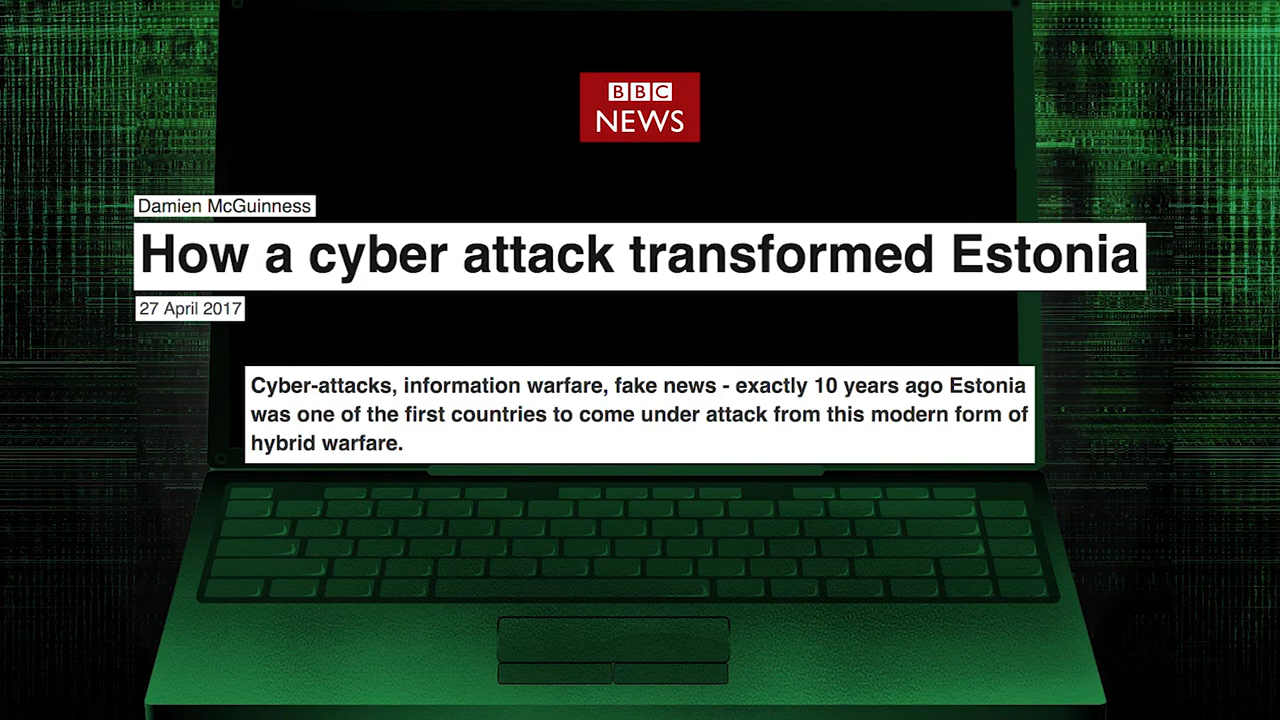 BBC
NEWS
Damien McGuinness
How a cyber attack transformed Estonia
27 April 2017
Cyber-attacks, information warfare, fake news - exactly 10 years ago Estonia
was one of the first countries to come under attack from this modern form of
hybrid warfare.